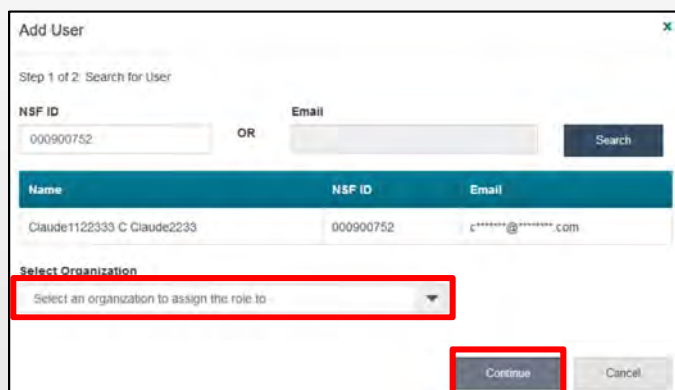 Add User x
Step 1 of 2: Search for User
NSF ID Email
000900752 OR Search
Name NSF ID Email
Claude1122333 C Claude2233 000900752 c*******@********.com
Select Organization
Select an organization to assign the role to
Continue Cancel